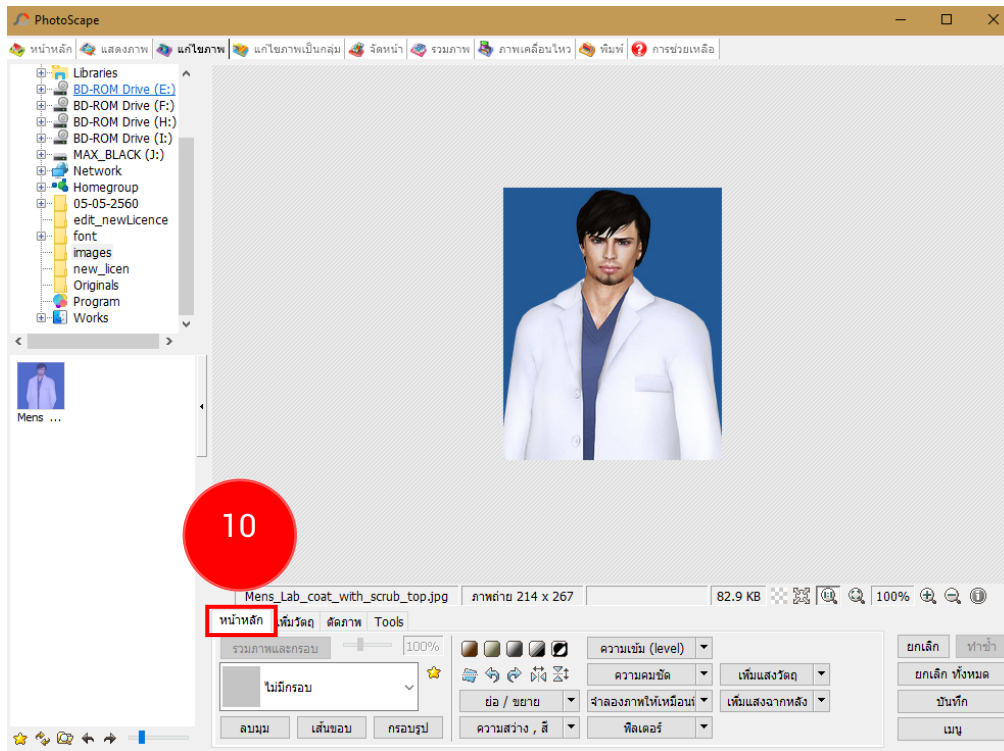 PhotoScape
หน้าหลัก แสดงภาพ แก้ไขภาพ แก้ไขภาพเป็นกลุ่ม จัดหน้า รวมภาพ ภาพเคลื่อนไหว พิมพ์ การช่วยเหลือ
Libraries
BD-ROM Drive (E:)
BD-ROM Drive (F:)
BD-ROM Drive (H:)
BD-ROM Drive (I:)
MAX_BLACK (J:)
Network
Homegroup
05-05-2560
edit_newLicence
font
images
new_licen
Originals
Program
Works
Mens ...
10
Mens_Lab_coat_with_scrub_top.jpg ภาพถ่าย 214 x 267 82.9 KB 100%
หน้าหลัก เพิ่มวัตถุ ตัดภาพ Tools
รวมภาพและกรอบ 100% ความเข้ม (level) ยกเลิก ทำซ้ำ
ไม่มีกรอบ ความคมชัด เพิ่มแสงวัตถุ ยกเลิก ทั้งหมด
ย่อ / ขยาย จำลองภาพให้เหมือน เพิ่มแสงฉากหลัง บันทึก
ลบมุม เส้นขอบ กรอบรูป ความสว่าง , สี ฟิลเตอร์ เมนู